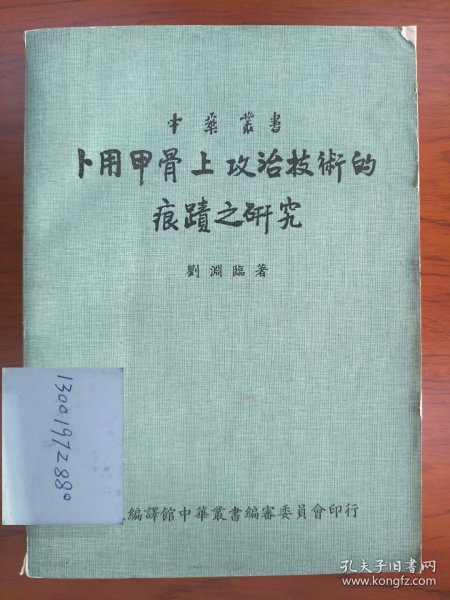 中華叢書
卜用甲骨上攻治技術的
痕蹟之研究
劉淵臨著
13001972880
編譯館中華叢書編審委員會印行
孔夫子旧书网
www.kongfz.com